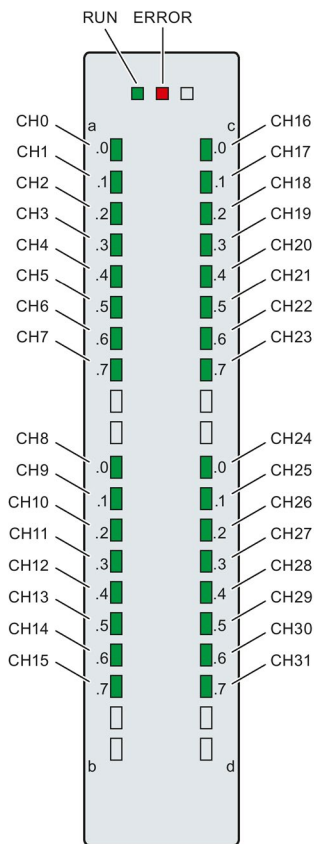 RUN ERROR
a c
CH0 .0 .0 CH16
CH1 .1 .1 CH17
CH2 .2 .2 CH18
CH3 .3 .3 CH19
CH4 .4 .4 CH20
CH5 .5 .5 CH21
CH6 .6 .6 CH22
CH7 .7 .7 CH23
CH8 .0 .0 CH24
CH9 .1 .1 CH25
CH10 .2 .2 CH26
CH11 .3 .3 CH27
CH12 .4 .4 CH28
CH13 .5 .5 CH29
CH14 .6 .6 CH30
CH15 .7 .7 CH31
b d